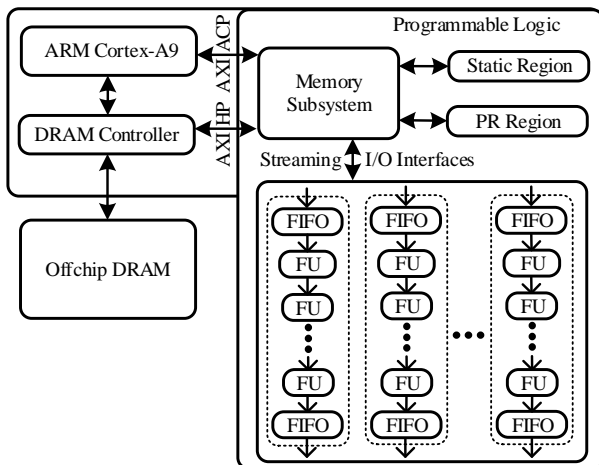 Programmable Logic
ARM Cortex-A9
AXI ACP
Memory
Subsystem
Static Region
DRAM Controller
AXI HP
PR Region
Streaming I/O Interfaces
Offchip DRAM
FIFO FIFO FIFO
FU FU FU
FU FU FU
FU FU FU
FIFO FIFO FIFO